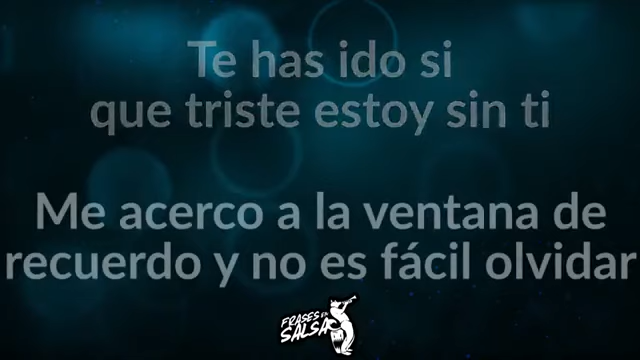 Te has ido si
que triste estoy sin ti
Me acerco a la ventana de
recuerdo y no es fácil olvidar
FRASES EN
SALSA